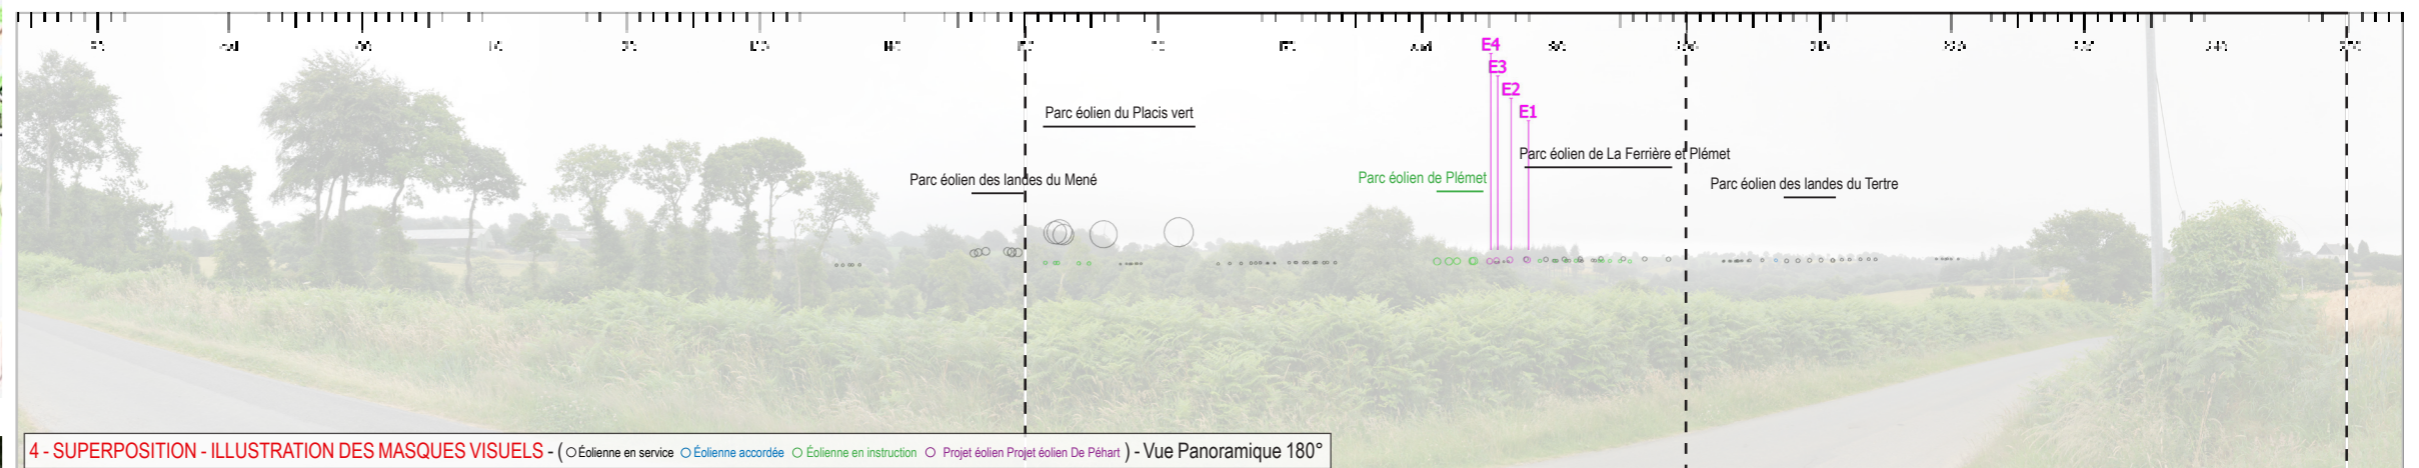 E4
E3
E2
E1
Parc éolien du Placis vert
Parc éolien de La Ferrière et Plémet
Parc éolien des landes du Mené
Parc éolien de Plémet
Parc éolien des landes du Tertre
4 - SUPERPOSITION - ILLUSTRATION DES MASQUES VISUELS - ( Éolienne en service Éolienne accordée Éolienne en instruction Projet éolien Projet éolien De Péhart ) - Vue Panoramique 180°